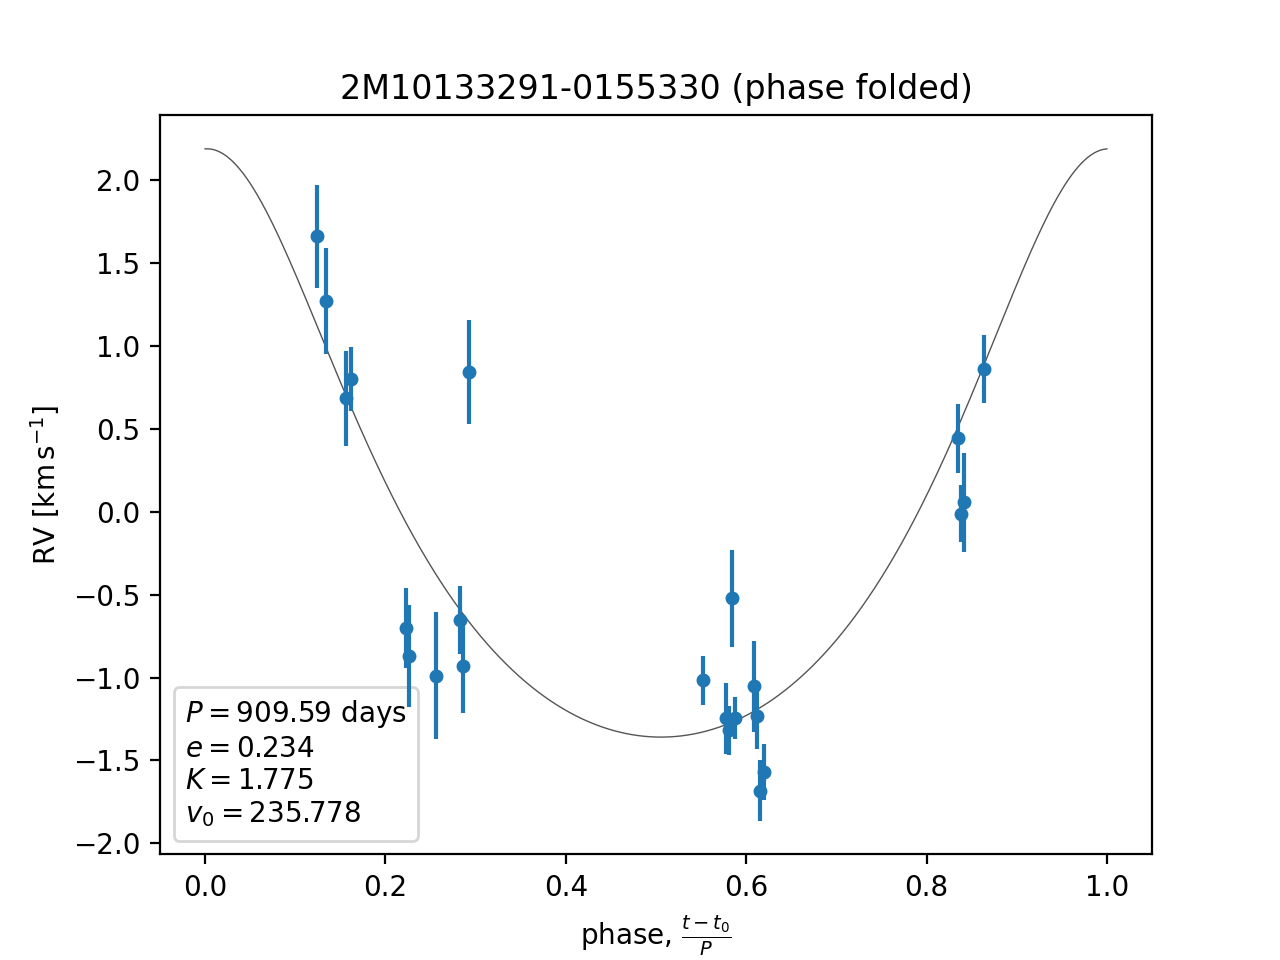 2M10133291-0155330 (phase folded)
RV [km s⁻¹]
2.0
1.5
1.0
0.5
0.0
−0.5
−1.0
−1.5
−2.0
P = 909.59 days
e = 0.234
K = 1.775
v₀ = 235.778
0.0 0.2 0.4 0.6 0.8 1.0
phase, (t − t₀)/P